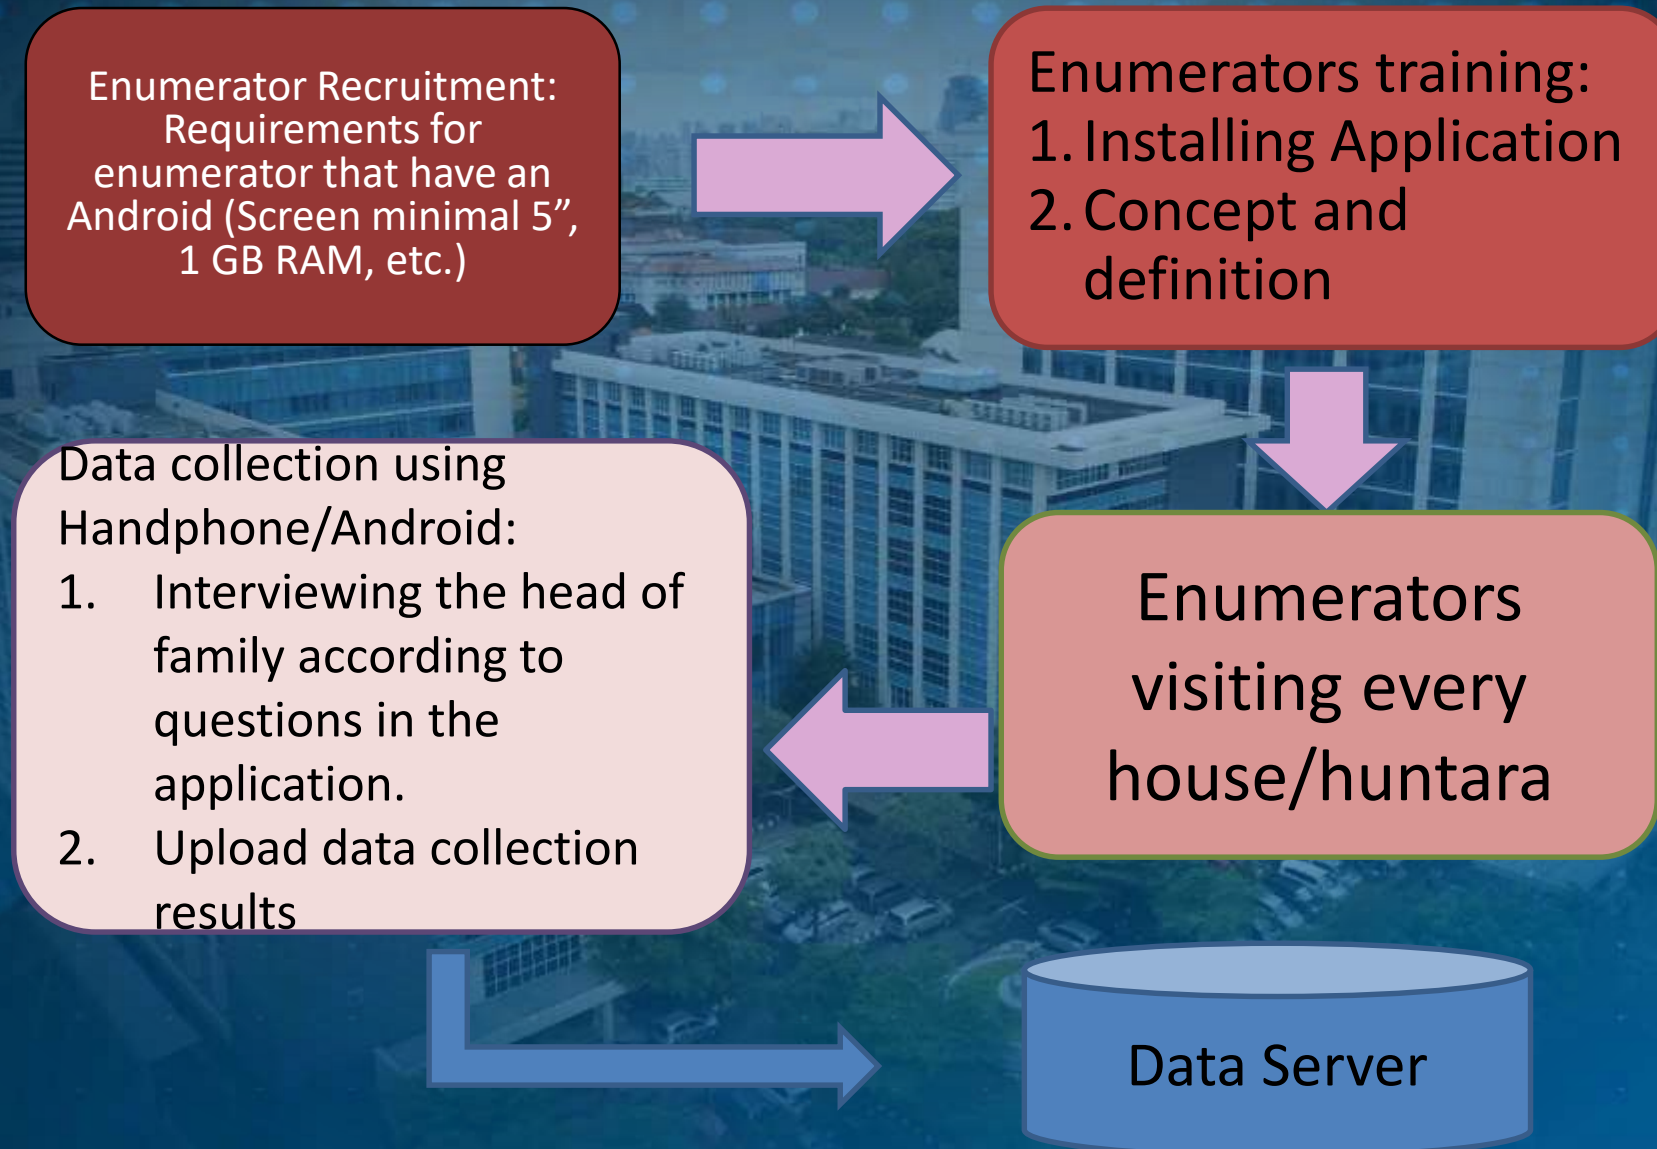 Enumerator Recruitment:
Requirements for
enumerator that have an
Android (Screen minimal 5”,
1 GB RAM, etc.)
Enumerators training:
1. Installing Application
2. Concept and
definition
Enumerators
visiting every
house/huntara
Data collection using
Handphone/Android:
1. Interviewing the head of
family according to
questions in the
application.
2. Upload data collection
results
Data Server